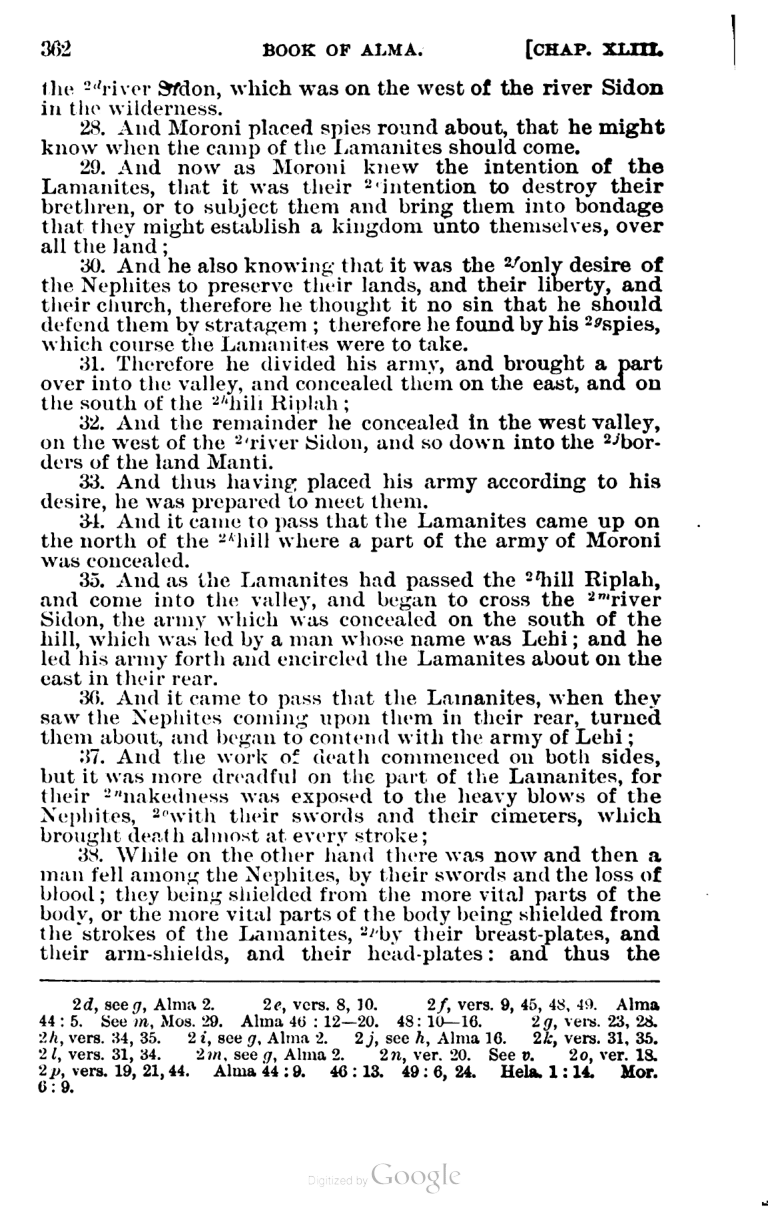 362 BOOK OF ALMA. [CHAP. XLIII.
the 2d river Sidon, which was on the west of the river Sidon
in the wilderness.
28. And Moroni placed spies round about, that he might
know when the camp of the Lamanites should come.
29. And now as Moroni knew the intention of the
Lamanites, that it was their 2e intention to destroy their
brethren, or to subject them and bring them into bondage
that they might establish a kingdom unto themselves, over
all the land;
30. And he also knowing that it was the 2f only desire of
the Nephites to preserve their lands, and their liberty, and
their church, therefore he thought it no sin that he should
defend them by stratagem; therefore he found by his 2g spies,
which course the Lamanites were to take.
31. Therefore he divided his army, and brought a part
over into the valley, and concealed them on the east, and on
the south of the 2h hill Riplah;
32. And the remainder he concealed in the west valley,
on the west of the 2i river Sidon, and so down into the 2j bor-
ders of the land Manti.
33. And thus having placed his army according to his
desire, he was prepared to meet them.
34. And it came to pass that the Lamanites came up on
the north of the 2k hill where a part of the army of Moroni
was concealed.
35. And as the Lamanites had passed the 2l hill Riplah,
and come into the valley, and began to cross the 2m river
Sidon, the army which was concealed on the south of the
hill, which was led by a man whose name was Lehi; and he
led his army forth and encircled the Lamanites about on the
east in their rear.
36. And it came to pass that the Lamanites, when they
saw the Nephites coming upon them in their rear, turned
them about, and began to contend with the army of Lehi;
37. And the work of death commenced on both sides,
but it was more dreadful on the part of the Lamanites, for
their 2n nakedness was exposed to the heavy blows of the
Nephites, 2o with their swords and their cimeters, which
brought death almost at every stroke;
38. While on the other hand there was now and then a
man fell among the Nephites, by their swords and the loss of
blood; they being shielded from the more vital parts of the
body, or the more vital parts of the body being shielded from
the strokes of the Lamanites, 2p by their breast-plates, and
their arm-shields, and their head-plates: and thus the
2d, see g, Alma 2. 2e, vers. 8, 10. 2f, vers. 9, 45, 48, 49. Alma
44:5. See m, Mos. 29. Alma 46:12—20. 48:10—16. 2g, vers. 23, 28.
2h, vers. 34, 35. 2i, see g, Alma 2. 2j, see h, Alma 16. 2k, vers. 31, 35.
2l, vers. 31, 34. 2m, see g, Alma 2. 2n, ver. 20. See v. 2o, ver. 18.
2p, vers. 19, 21, 44. Alma 44:9. 46:13. 49:6, 24. Hela. 1:14. Mor.
6:9.
Digitized by Google